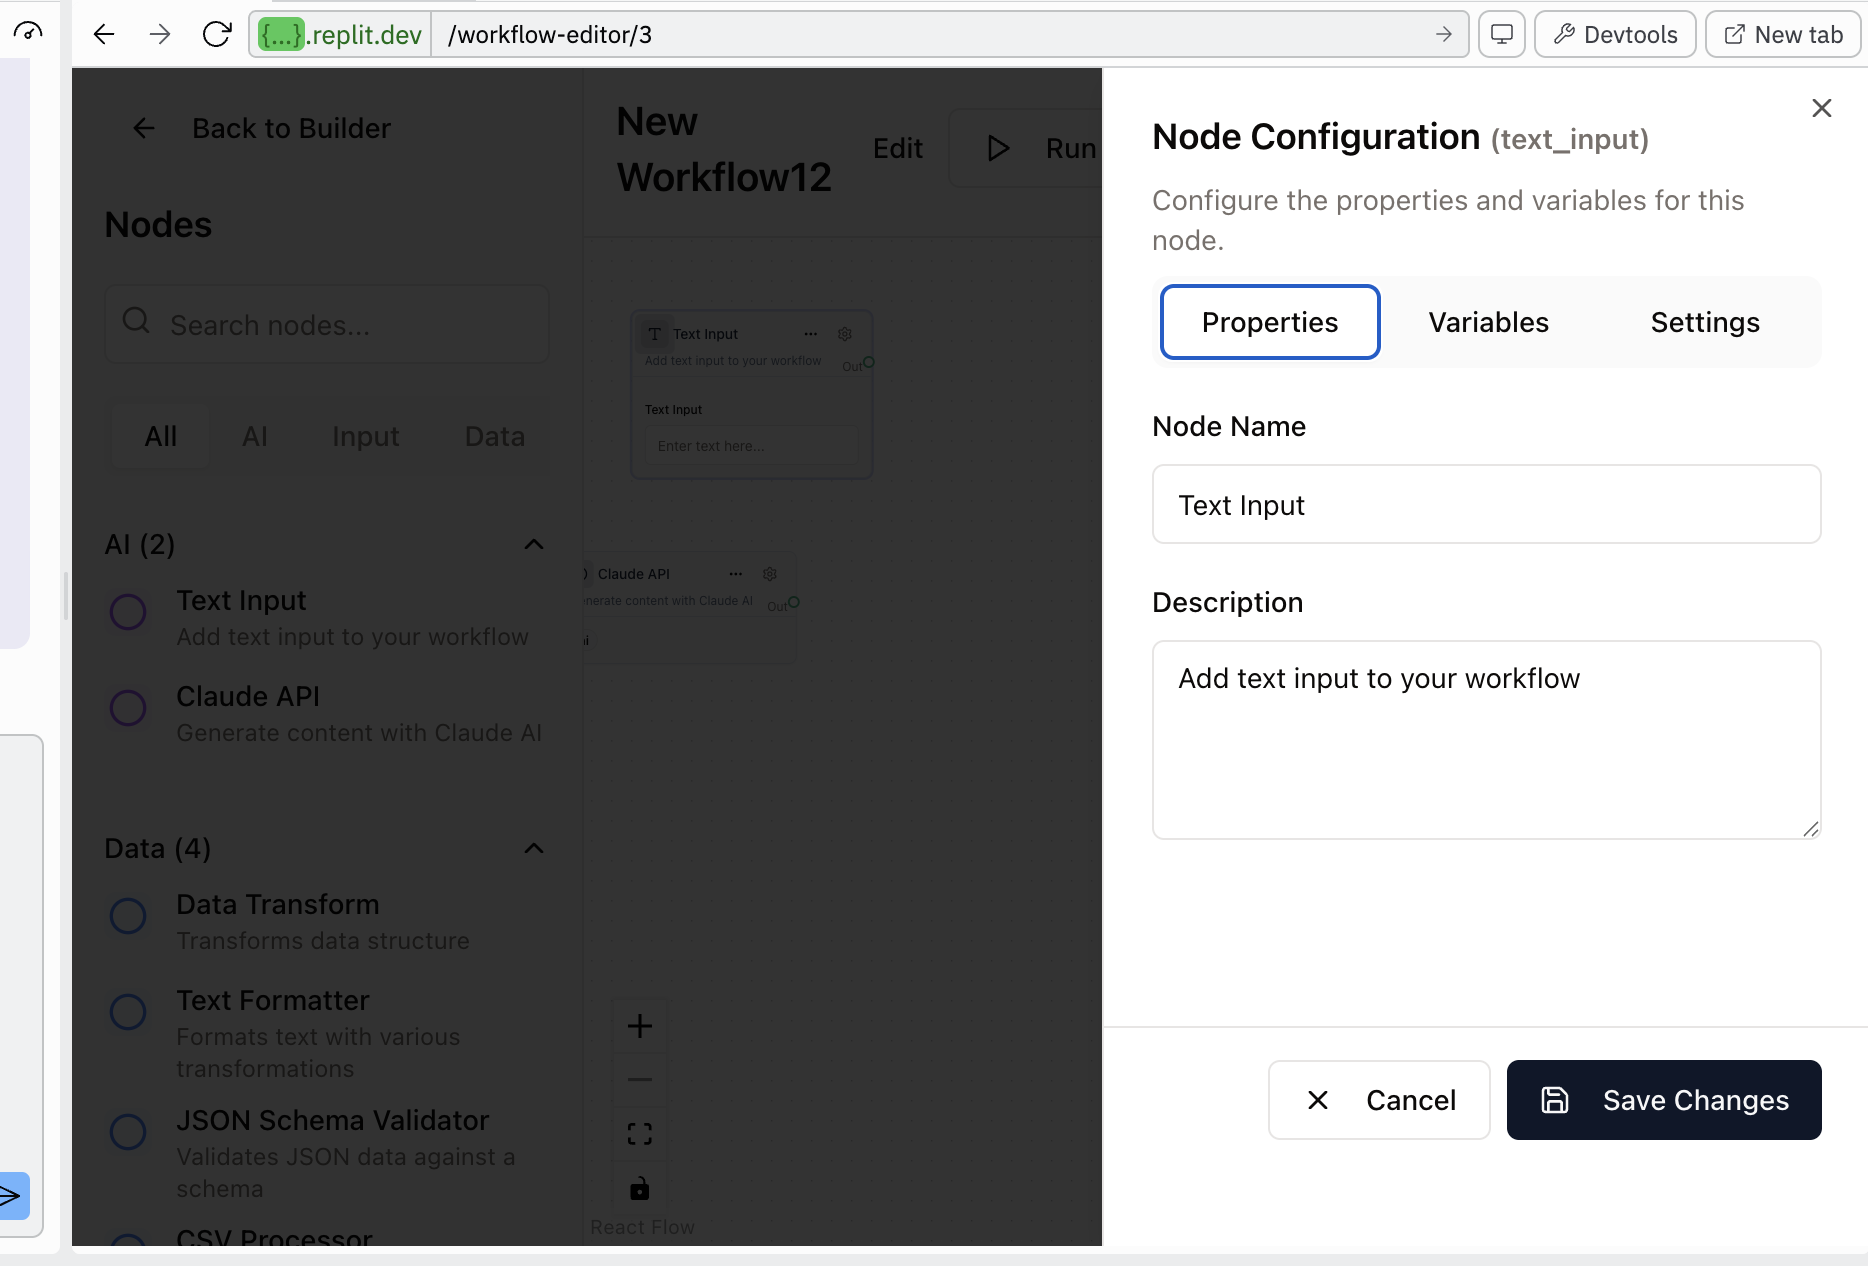 {...}.replit.dev
/workflow-editor/3
Devtools
New tab
Back to Builder
Nodes
Search nodes...
All
AI
Input
Data
AI (2)
Text Input
Add text input to your workflow
Claude API
Generate content with Claude AI
Data (4)
Data Transform
Transforms data structure
Text Formatter
Formats text with various
transformations
JSON Schema Validator
Validates JSON data against a
schema
CSV Processor
New
Workflow12
Edit
Run
T Text Input
Add text input to your workflow
Out
Text Input
Enter text here...
Claude API
nerate content with Claude AI
Out
React Flow
Node Configuration (text_input)
Configure the properties and variables for this
node.
Properties
Variables
Settings
Node Name
Text Input
Description
Add text input to your workflow
Cancel
Save Changes